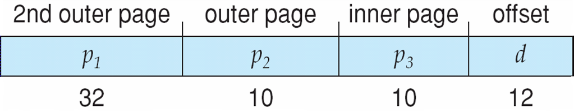 2nd outer page outer page inner page offset
p1 p2 p3 d
32 10 10 12